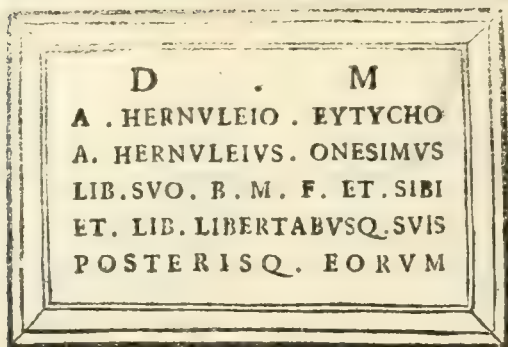 D . M
A . HERNVLEIO . EYTYCHO
A. HERNVLEIVS. ONESIMVS
LIB. SVO. B. M. F. ET. SIBI
ET. LIB. LIBERTABVSQ. SVIS
POSTERISQ. EORVM